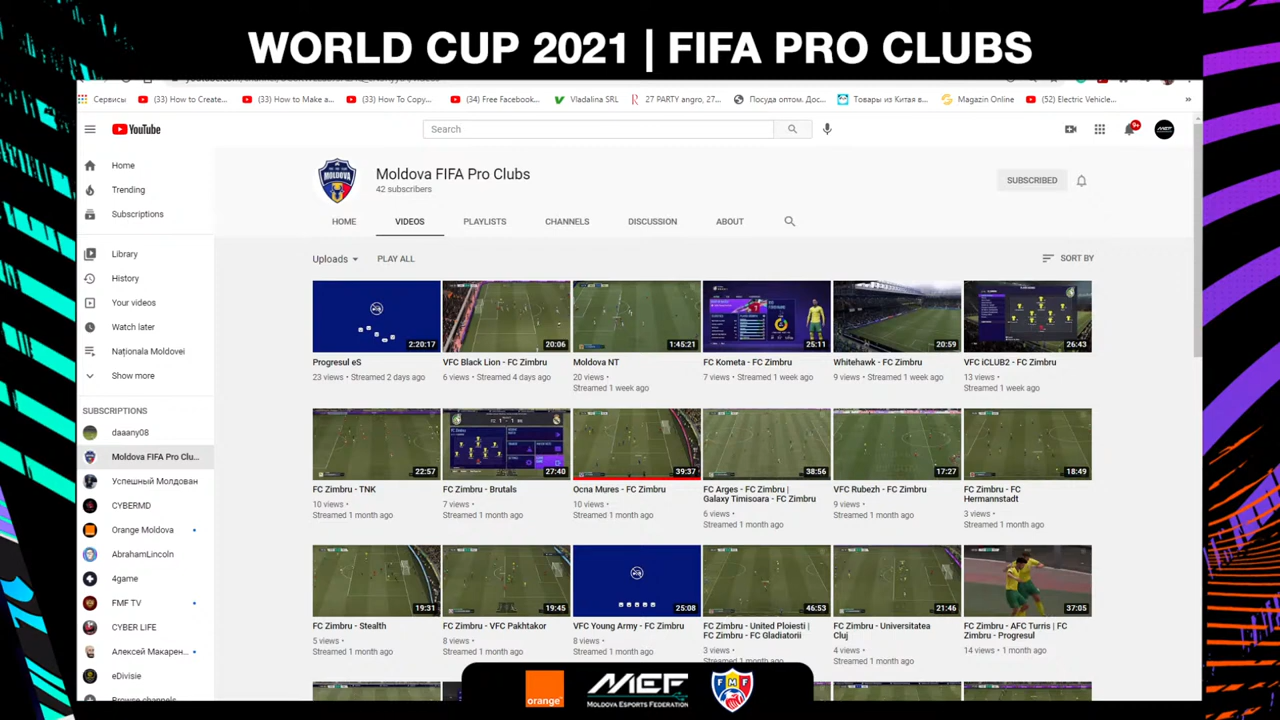 WORLD CUP 2021 | FIFA PRO CLUBS
Сервисы
(33) How to Create...
(33) How to Make a...
(33) How To Copy...
(34) Free Facebook...
Vladalina SRL
27 PARTY angro, 27...
Посуда оптом. Дос...
Товары из Китая в...
Magazin Online
(52) Electric Vehicle...
»
YouTube
Search
9+
Home
Trending
Subscriptions
Library
History
Your videos
Watch later
Naționala Moldovei
Show more
SUBSCRIPTIONS
daaany08
Moldova FIFA Pro Clu...
Успешный Молдован
CYBERMD
Orange Moldova
AbrahamLincoln
4game
FMF TV
CYBER LIFE
Алексей Макарен...
eDivisie
Browse channels
MOLDOVA
Moldova FIFA Pro Clubs
42 subscribers
SUBSCRIBED
HOME
VIDEOS
PLAYLISTS
CHANNELS
DISCUSSION
ABOUT
Uploads
PLAY ALL
SORT BY
2:20:17
20:06
1:45:21
25:11
20:59
26:43
Progresul eS
VFC Black Lion - FC Zimbru
Moldova NT
FC Kometa - FC Zimbru
Whitehawk - FC Zimbru
VFC iCLUB2 - FC Zimbru
23 views • Streamed 2 days ago
6 views • Streamed 4 days ago
20 views •
Streamed 1 week ago
7 views • Streamed 1 week ago
9 views • Streamed 1 week ago
13 views •
Streamed 1 week ago
22:57
27:40
39:37
38:56
17:27
18:49
FC Zimbru - TNK
FC Zimbru - Brutals
Ocna Mures - FC Zimbru
FC Arges - FC Zimbru |
Galaxy Timisoara - FC Zimbru
VFC Rubezh - FC Zimbru
FC Zimbru - FC
Hermannstadt
10 views •
Streamed 1 month ago
7 views •
Streamed 1 month ago
10 views •
Streamed 1 month ago
6 views •
Streamed 1 month ago
9 views •
Streamed 1 month ago
3 views •
Streamed 1 month ago
19:31
19:45
25:08
46:53
21:46
37:05
FC Zimbru - Stealth
FC Zimbru - VFC Pakhtakor
VFC Young Army - FC Zimbru
FC Zimbru - United Ploiesti |
FC Zimbru - FC Gladiatorii
FC Zimbru - Universitatea
Cluj
FC Zimbru - AFC Turris | FC
Zimbru - Progresul
5 views •
Streamed 1 month ago
8 views •
Streamed 1 month ago
8 views •
3 views •
4 views •
14 views • 1 month ago
orange
MEF
MOLDOVA ESPORTS FEDERATION
FMF